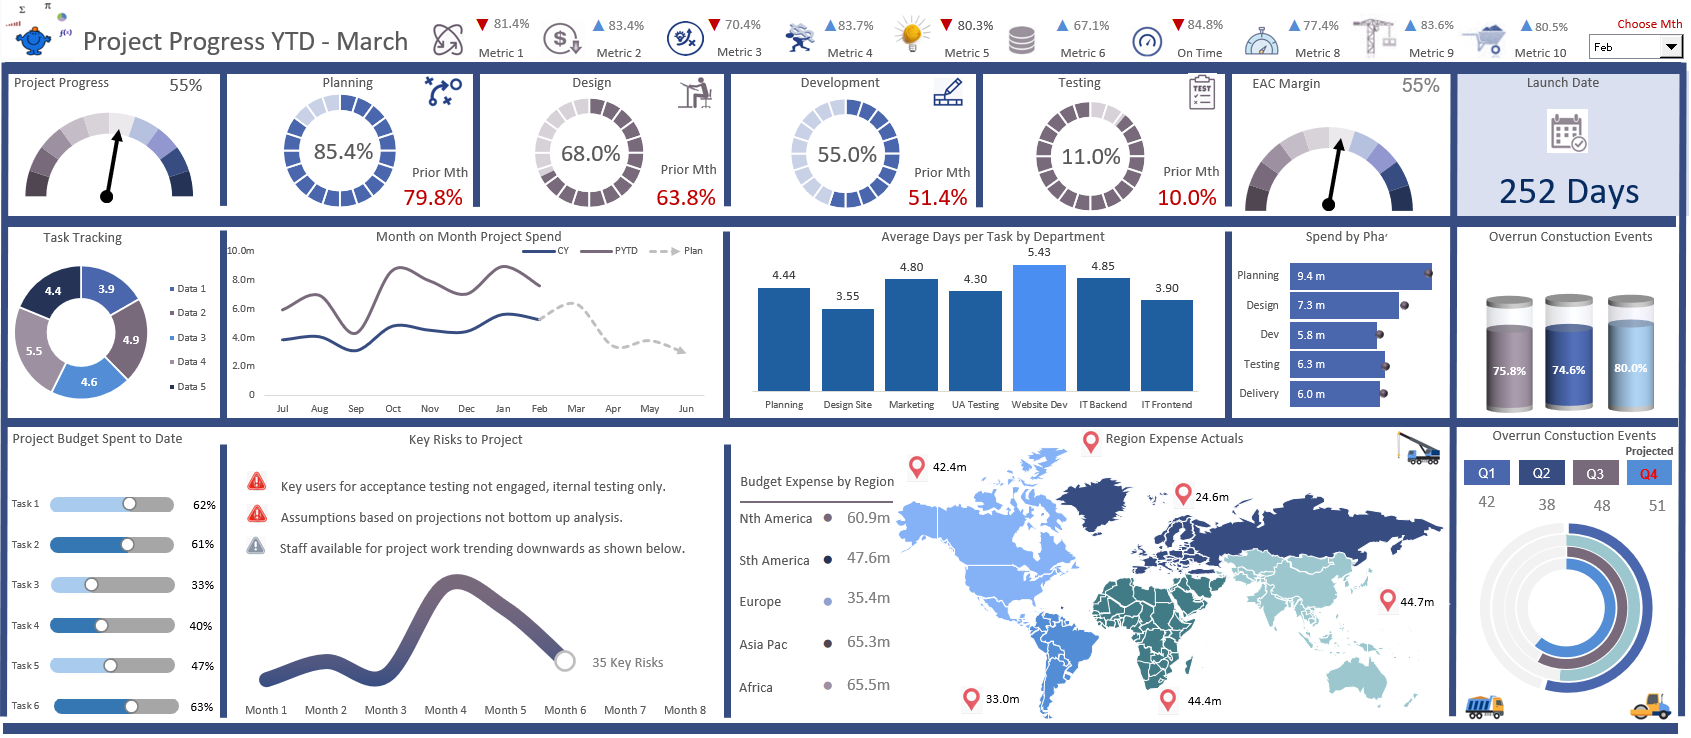 Σ π f(x)
Project Progress YTD - March
81.4%
Metric 1
83.4%
Metric 2
70.4%
Metric 3
83.7%
Metric 4
80.3%
Metric 5
67.1%
Metric 6
84.8%
On Time
77.4%
Metric 8
83.6%
Metric 9
80.5%
Metric 10
Choose Mth
Feb
Project Progress 55%
Planning
85.4%
Prior Mth
79.8%
Design
68.0%
Prior Mth
63.8%
Development
55.0%
Prior Mth
51.4%
Testing
TEST
11.0%
Prior Mth
10.0%
EAC Margin 55%
Launch Date
252 Days
Task Tracking
3.9
4.9
4.6
5.5
4.4
Data 1
Data 2
Data 3
Data 4
Data 5
Month on Month Project Spend
CY PYTD Plan
10.0m
8.0m
6.0m
4.0m
2.0m
0
Jul Aug Sep Oct Nov Dec Jan Feb Mar Apr May Jun
Average Days per Task by Department
4.44 3.55 4.80 4.30 5.43 4.85 3.90
Planning Design Site Marketing UA Testing Website Dev IT Backend IT Frontend
Spend by Pha
Planning 9.4 m
Design 7.3 m
Dev 5.8 m
Testing 6.3 m
Delivery 6.0 m
Overrun Constuction Events
75.8% 74.6% 80.0%
Project Budget Spent to Date
Task 1 62%
Task 2 61%
Task 3 33%
Task 4 40%
Task 5 47%
Task 6 63%
Key Risks to Project
Key users for acceptance testing not engaged, iternal testing only.
Assumptions based on projections not bottom up analysis.
Staff available for project work trending downwards as shown below.
35 Key Risks
Month 1 Month 2 Month 3 Month 4 Month 5 Month 6 Month 7 Month 8
Region Expense Actuals
Budget Expense by Region
Nth America 60.9m
Sth America 47.6m
Europe 35.4m
Asia Pac 65.3m
Africa 65.5m
42.4m
24.6m
44.7m
33.0m
44.4m
Overrun Constuction Events
Projected
Q1 Q2 Q3 Q4
42 38 48 51